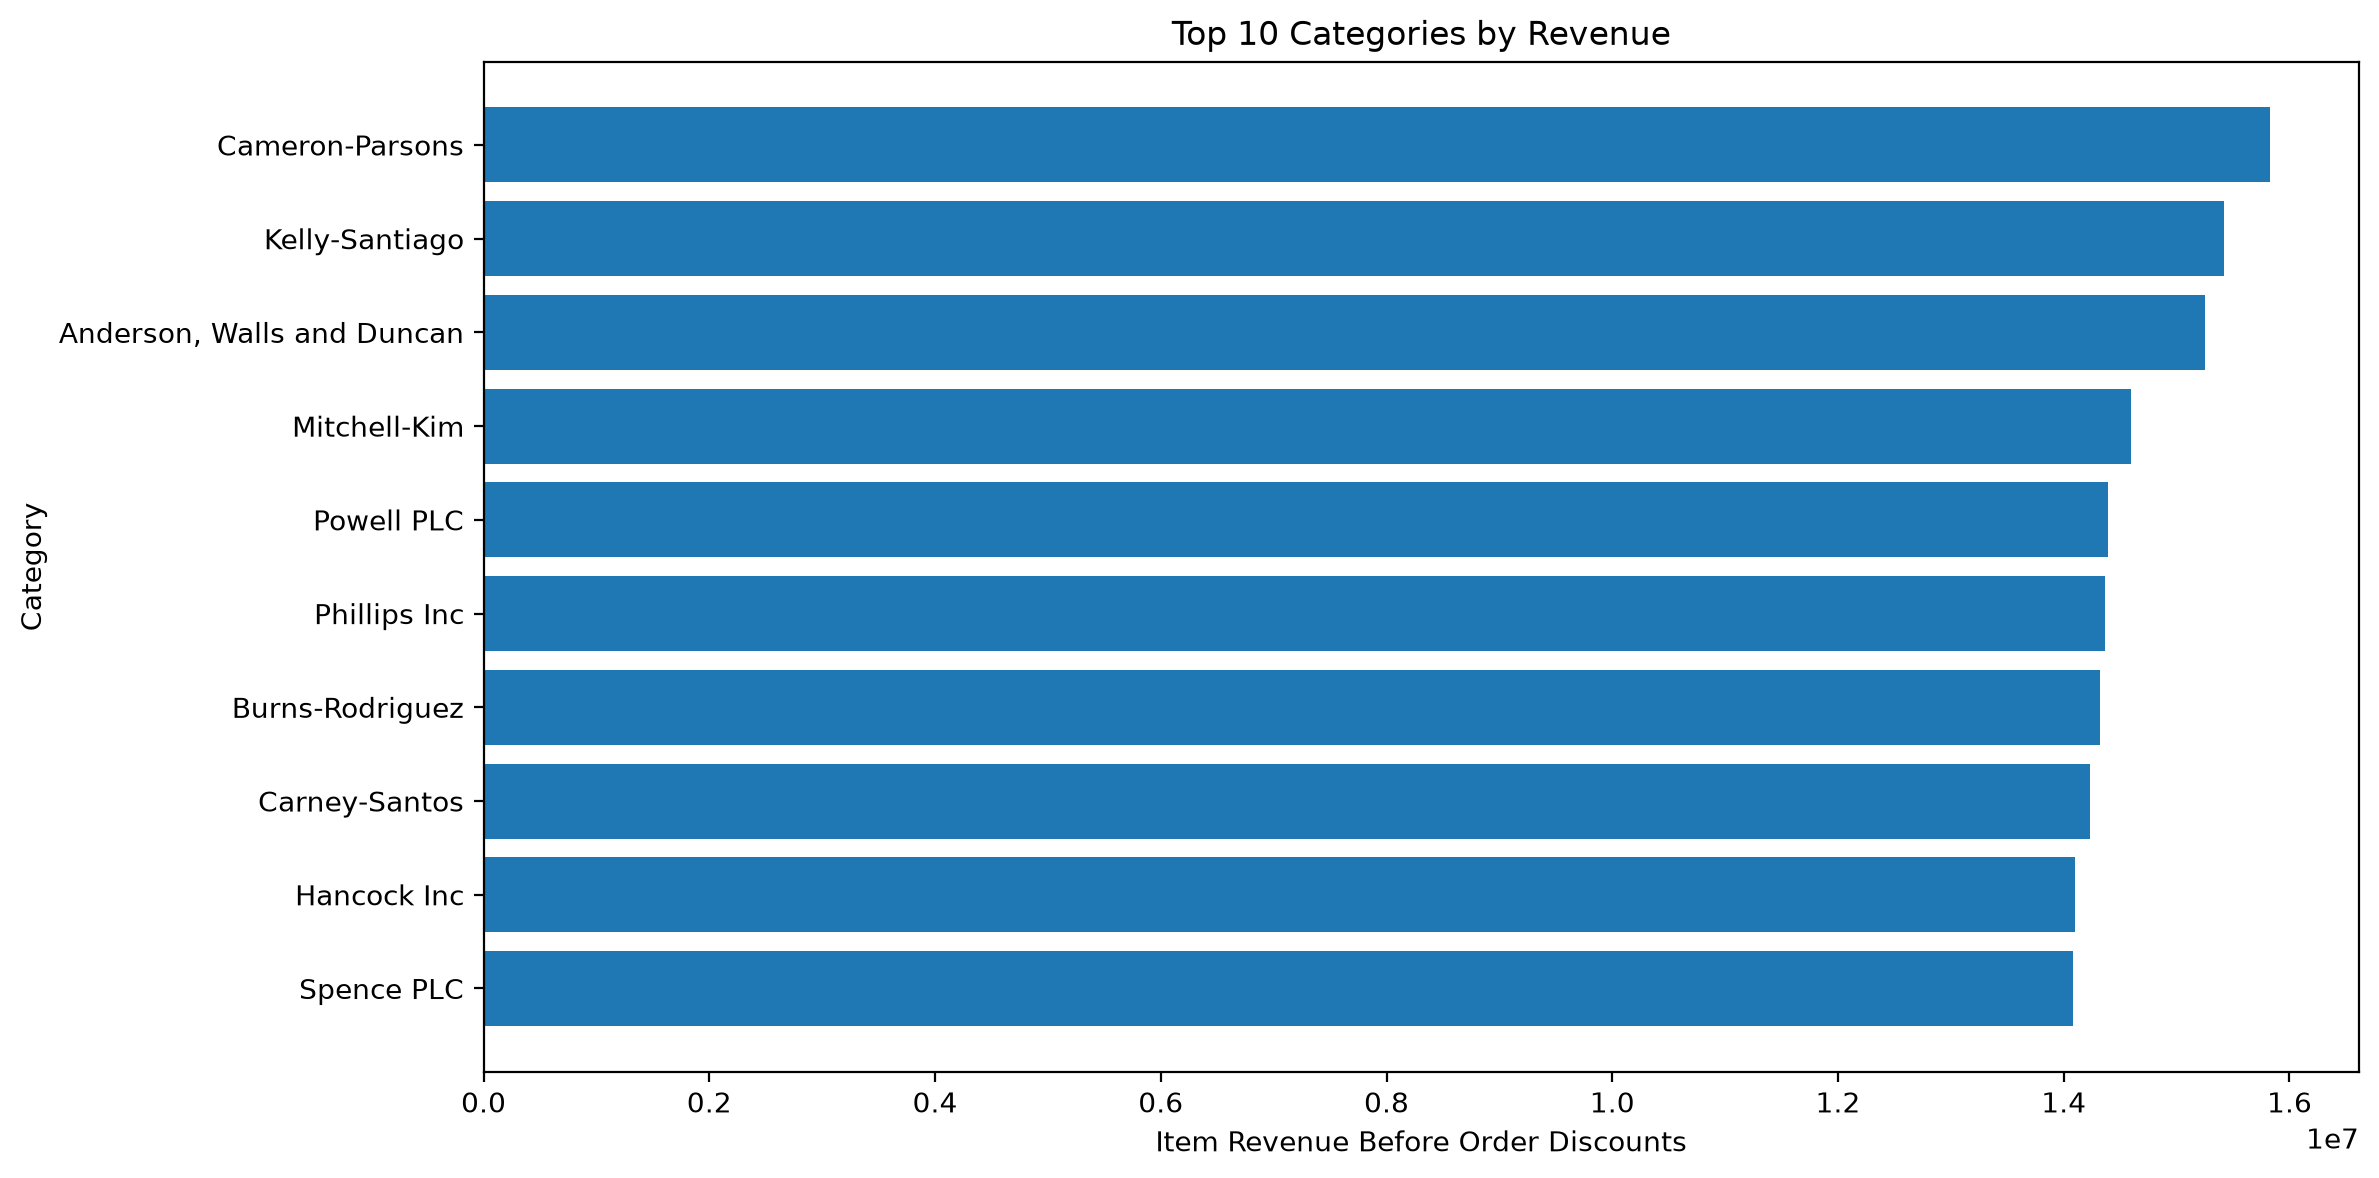 Top 10 Categories by Revenue
Cameron-Parsons
Kelly-Santiago
Anderson, Walls and Duncan
Mitchell-Kim
Powell PLC
Phillips Inc
Burns-Rodriguez
Carney-Santos
Hancock Inc
Spence PLC
Category
0.0 0.2 0.4 0.6 0.8 1.0 1.2 1.4 1.6
1e7
Item Revenue Before Order Discounts